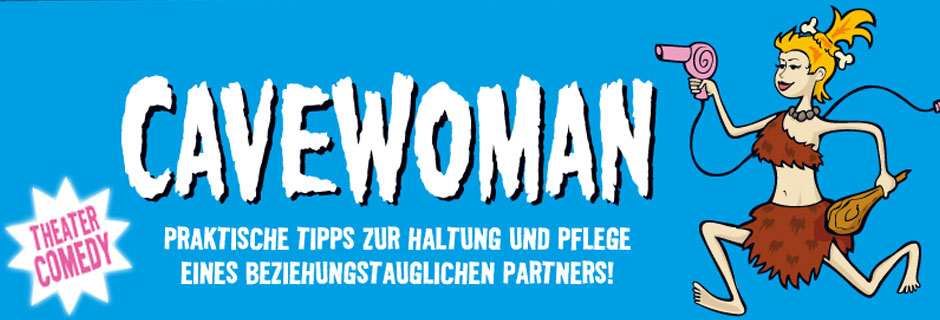 CAVEWOMAN
THEATER
COMEDY
PRAKTISCHE TIPPS ZUR HALTUNG UND PFLEGE
EINES BEZIEHUNGSTAUGLICHEN PARTNERS!